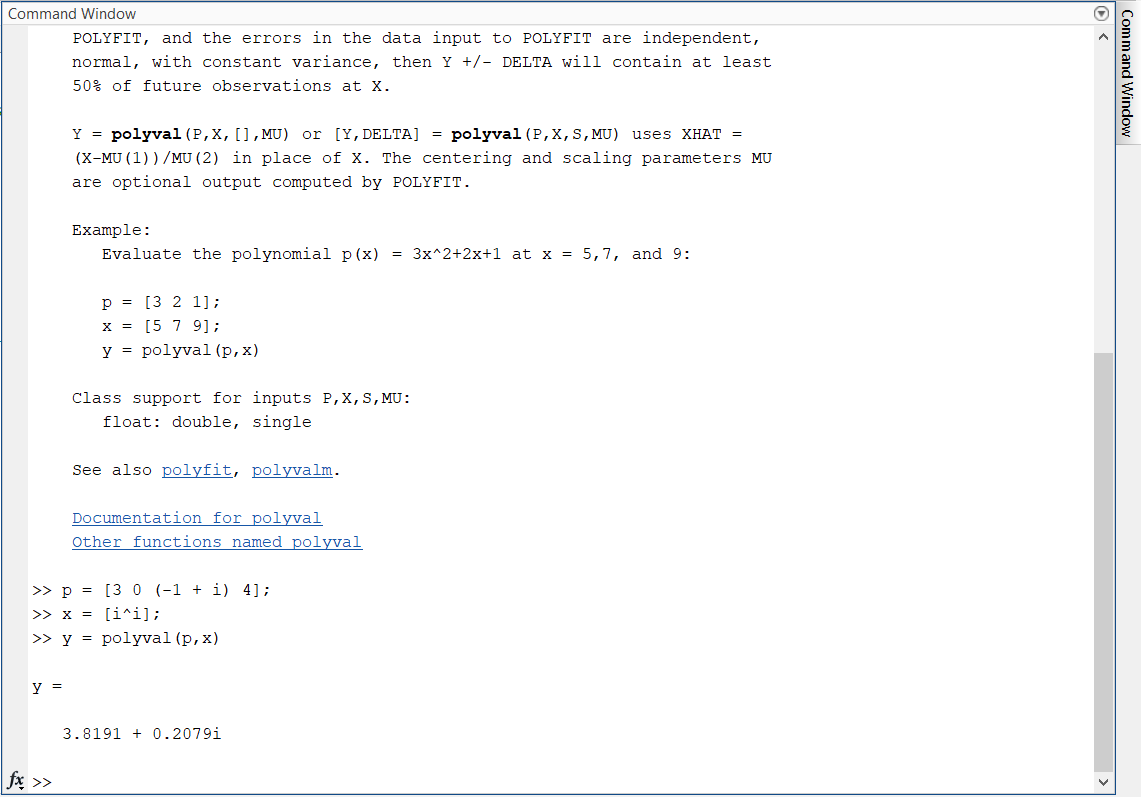 Command Window
Command Window
POLYFIT, and the errors in the data input to POLYFIT are independent,
normal, with constant variance, then Y +/- DELTA will contain at least
50% of future observations at X.
Y = polyval(P,X,[],MU) or [Y,DELTA] = polyval(P,X,S,MU) uses XHAT =
(X-MU(1))/MU(2) in place of X. The centering and scaling parameters MU
are optional output computed by POLYFIT.
Example:
Evaluate the polynomial p(x) = 3x^2+2x+1 at x = 5,7, and 9:
p = [3 2 1];
x = [5 7 9];
y = polyval(p,x)
Class support for inputs P,X,S,MU:
float: double, single
See also polyfit, polyvalm.
Documentation for polyval
Other functions named polyval
>> p = [3 0 (-1 + i) 4];
>> x = [i^i];
>> y = polyval(p,x)
y =
3.8191 + 0.2079i
fx >>